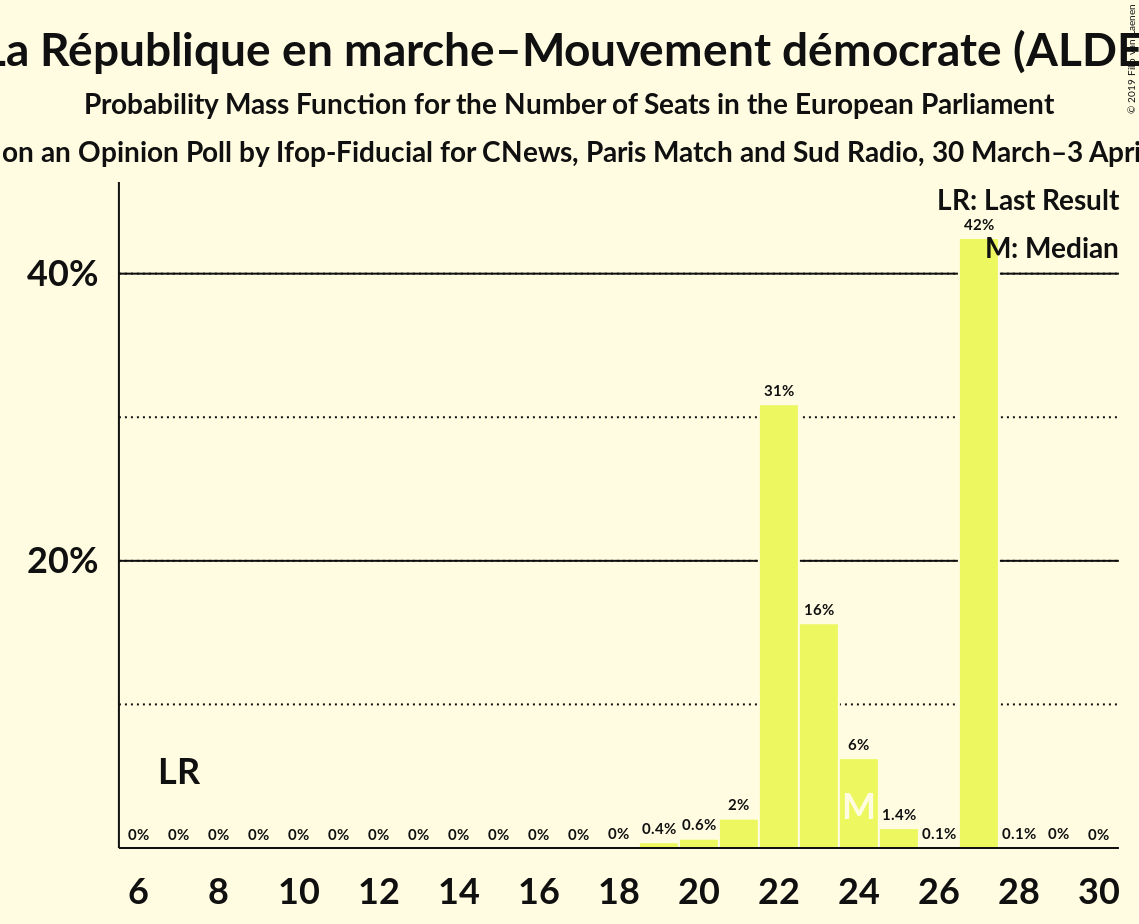 La République en marche–Mouvement démocrate (ALDE
Probability Mass Function for the Number of Seats in the European Parliament
on an Opinion Poll by Ifop-Fiducial for CNews, Paris Match and Sud Radio, 30 March–3 Apri
© 2019
LR: Last Result
42%
M: Median
40%
31%
20%
16%
6%
LR
M
2%
1.4%
0.6%
0.4%
0% 0% 0% 0% 0% 0% 0% 0% 0% 0% 0% 0% 0% 0.1% 0.1% 0% 0%
6 8 10 12 14 16 18 20 22 24 26 28 30